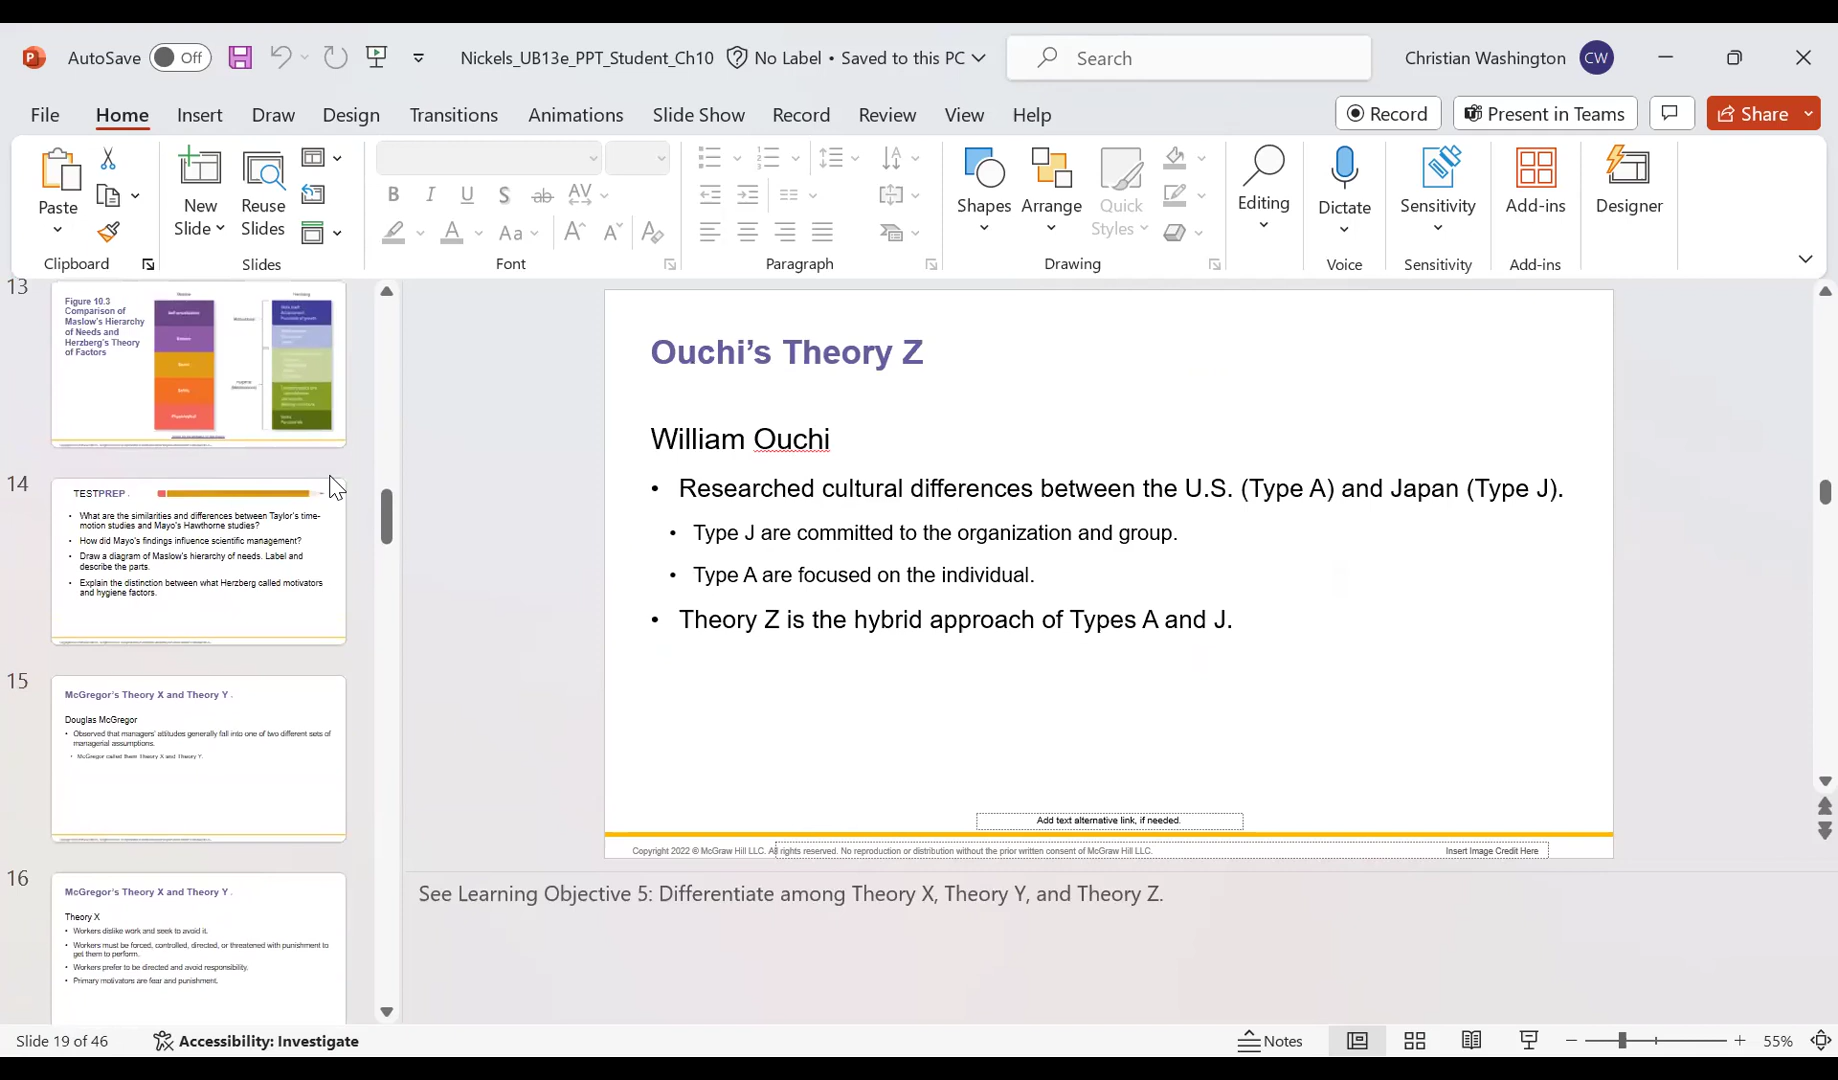 AutoSave Off Nickels_UB13e_PPT_Student_Ch10 No Label • Saved to this PC Search Christian Washington CW
File Home Insert Draw Design Transitions Animations Slide Show Record Review View Help Record Present in Teams Share
Paste
New
Slide
Reuse
Slides
B I U S ab AV
A Aa A A A
Shapes
Arrange
Quick
Styles
Editing
Dictate
Sensitivity
Add-ins
Designer
Clipboard Slides Font Paragraph Drawing Voice Sensitivity Add-ins
13
Figure 10.3
Comparison of
Maslow's Hierarchy
of Needs and
Herzberg's Theory
of Factors
14
TESTPREP
• What are the similarities and differences between Taylor's time-
motion studies and Mayo's Hawthorne studies?
• How did Mayo's findings influence scientific management?
• Draw a diagram of Maslow's hierarchy of needs. Label and
describe the parts.
• Explain the distinction between what Herzberg called motivators
and hygiene factors.
15
McGregor's Theory X and Theory Y
Douglas McGregor
• Observed that managers' attitudes generally fall into one of two different sets of
managerial assumptions.
• McGregor called them Theory X and Theory Y.
16
McGregor's Theory X and Theory Y
Theory X
• Workers dislike work and seek to avoid it.
• Workers must be forced, controlled, directed, or threatened with punishment to
get them to perform.
• Workers prefer to be directed and avoid responsibility.
• Primary motivators are fear and punishment.
Ouchi's Theory Z
William Ouchi
• Researched cultural differences between the U.S. (Type A) and Japan (Type J).
• Type J are committed to the organization and group.
• Type A are focused on the individual.
• Theory Z is the hybrid approach of Types A and J.
Add text alternative link, if needed.
Copyright 2022 © McGraw Hill LLC. All rights reserved. No reproduction or distribution without the prior written consent of McGraw Hill LLC.
Insert Image Credit Here
See Learning Objective 5: Differentiate among Theory X, Theory Y, and Theory Z.
Slide 19 of 46 Accessibility: Investigate Notes 55%